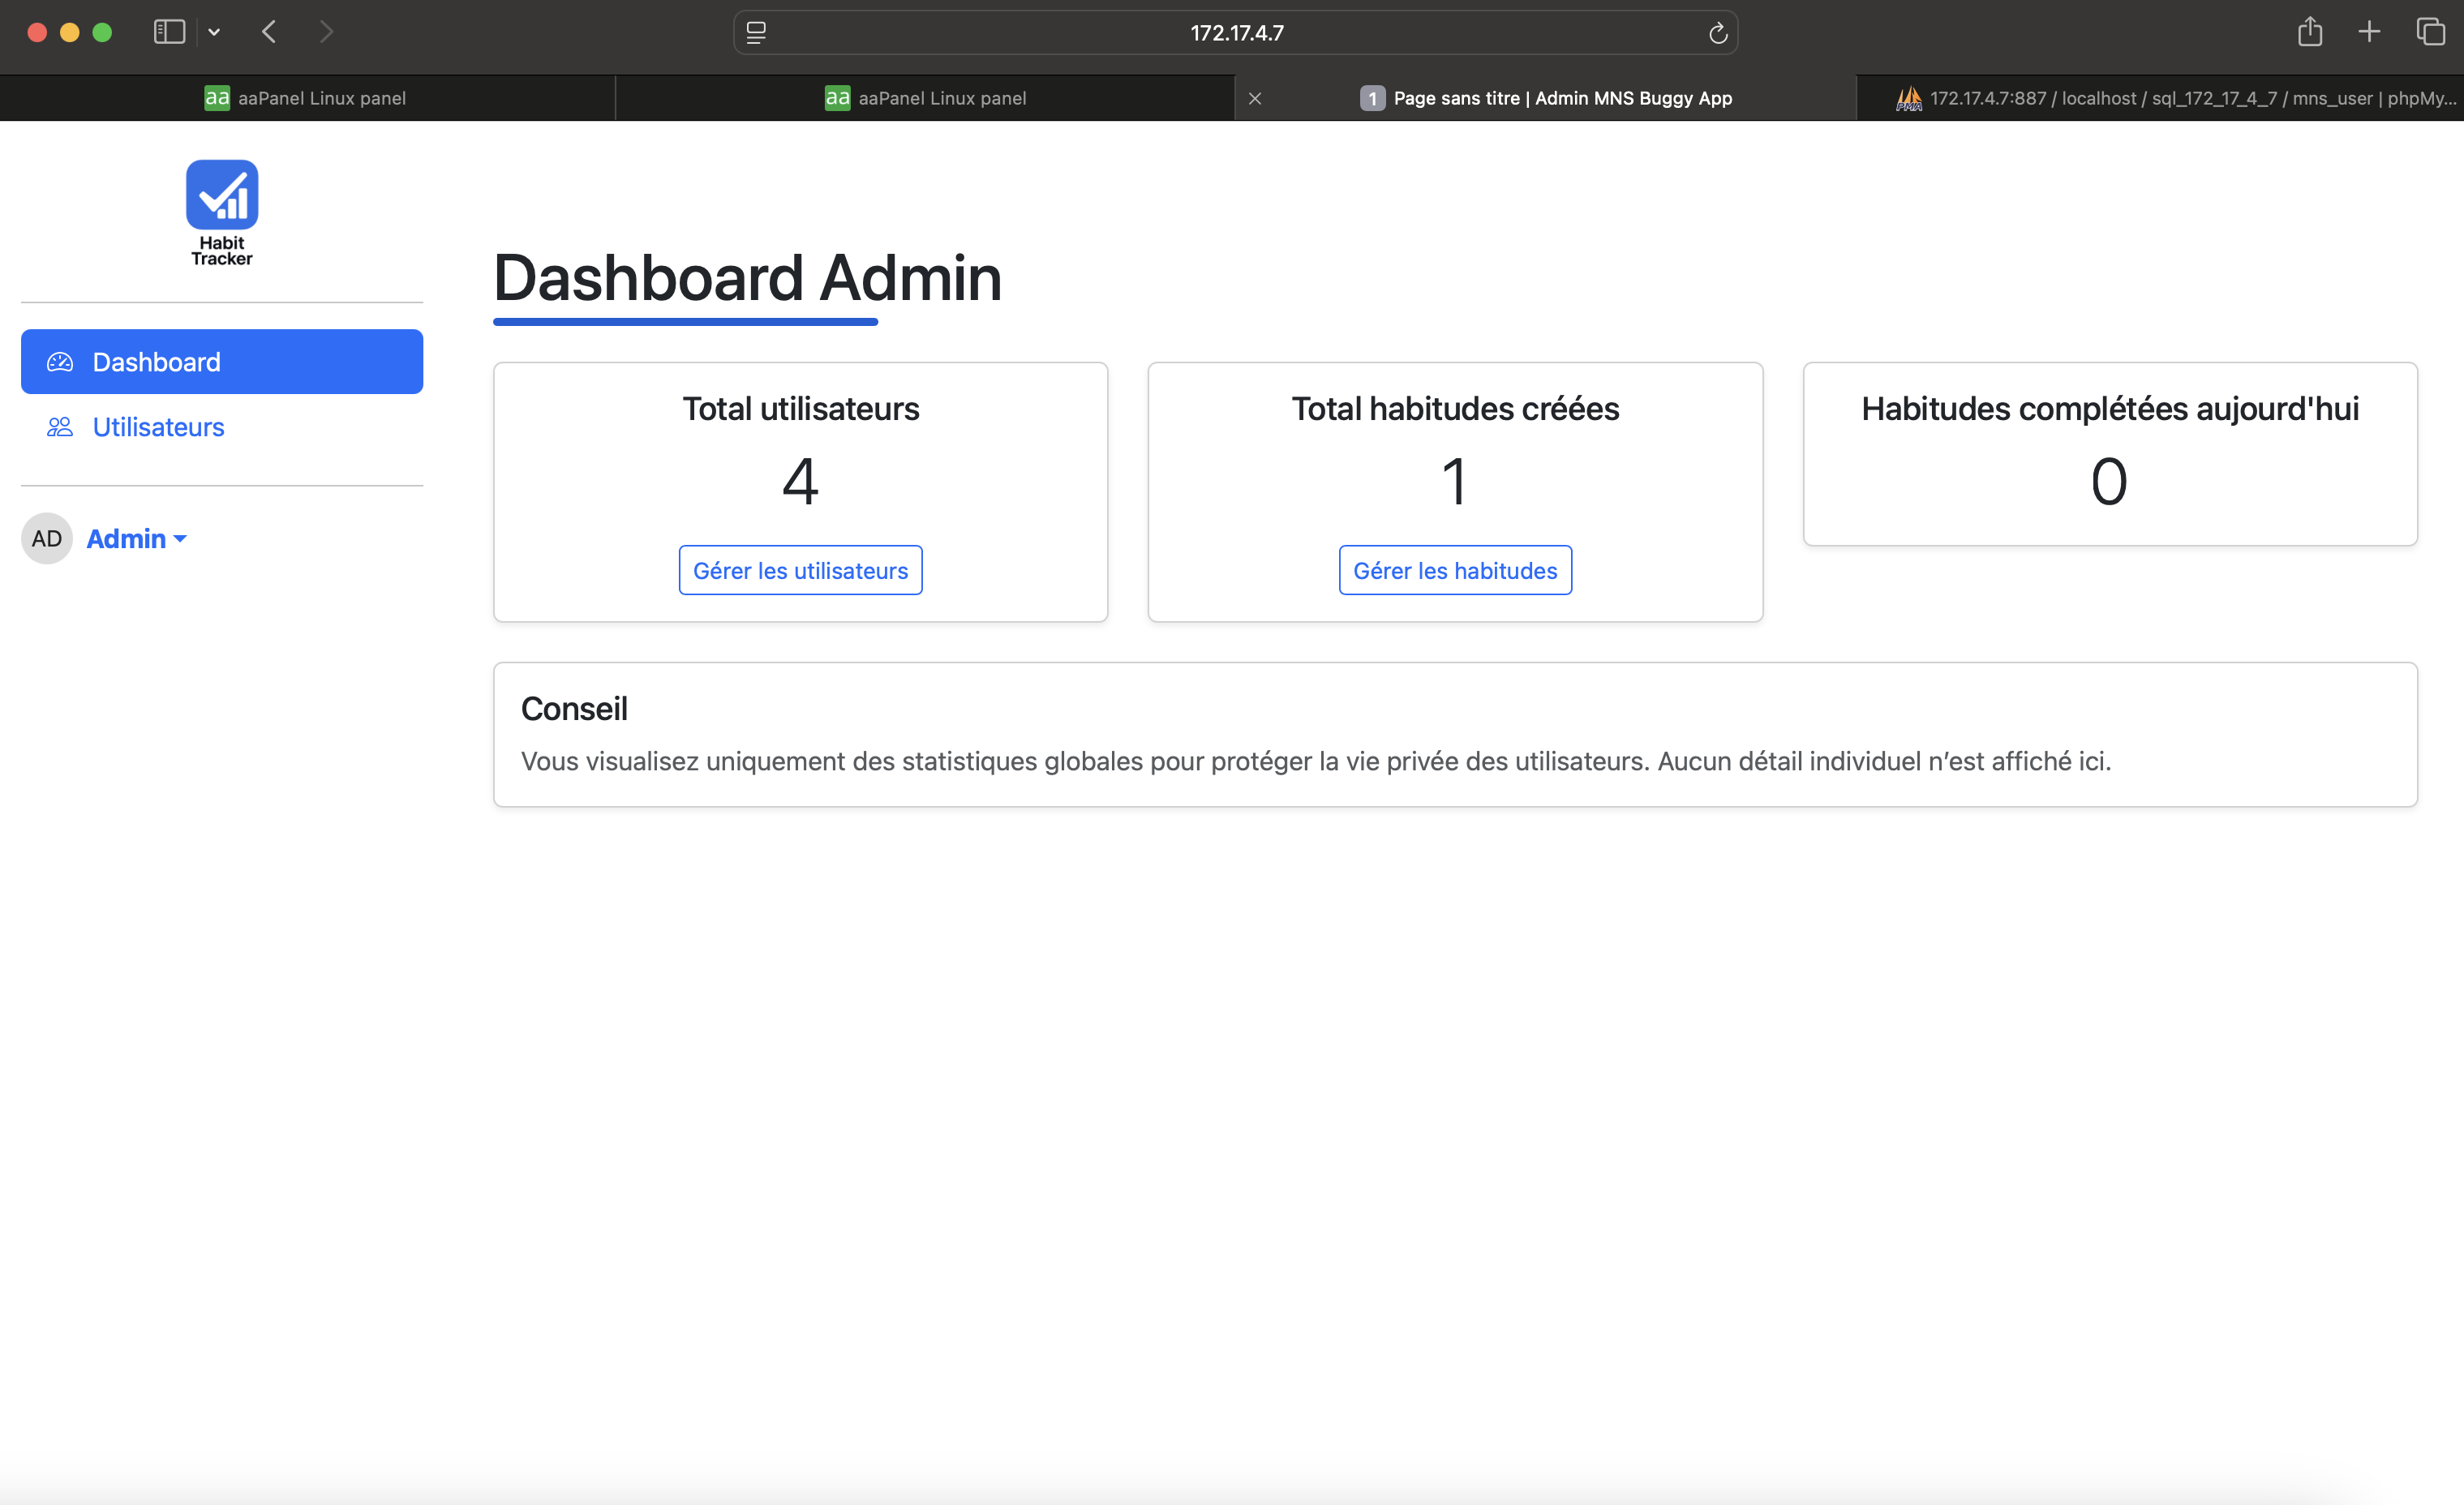 172.17.4.7
aa aaPanel Linux panel
aa aaPanel Linux panel
1 Page sans titre | Admin MNS Buggy App
PMA 172.17.4.7:887 / localhost / sql_172_17_4_7 / mns_user | phpMy...
Habit
Tracker
Dashboard
Utilisateurs
AD Admin
Dashboard Admin
Total utilisateurs
4
Gérer les utilisateurs
Total habitudes créées
1
Gérer les habitudes
Habitudes complétées aujourd'hui
0
Conseil
Vous visualisez uniquement des statistiques globales pour protéger la vie privée des utilisateurs. Aucun détail individuel n’est affiché ici.